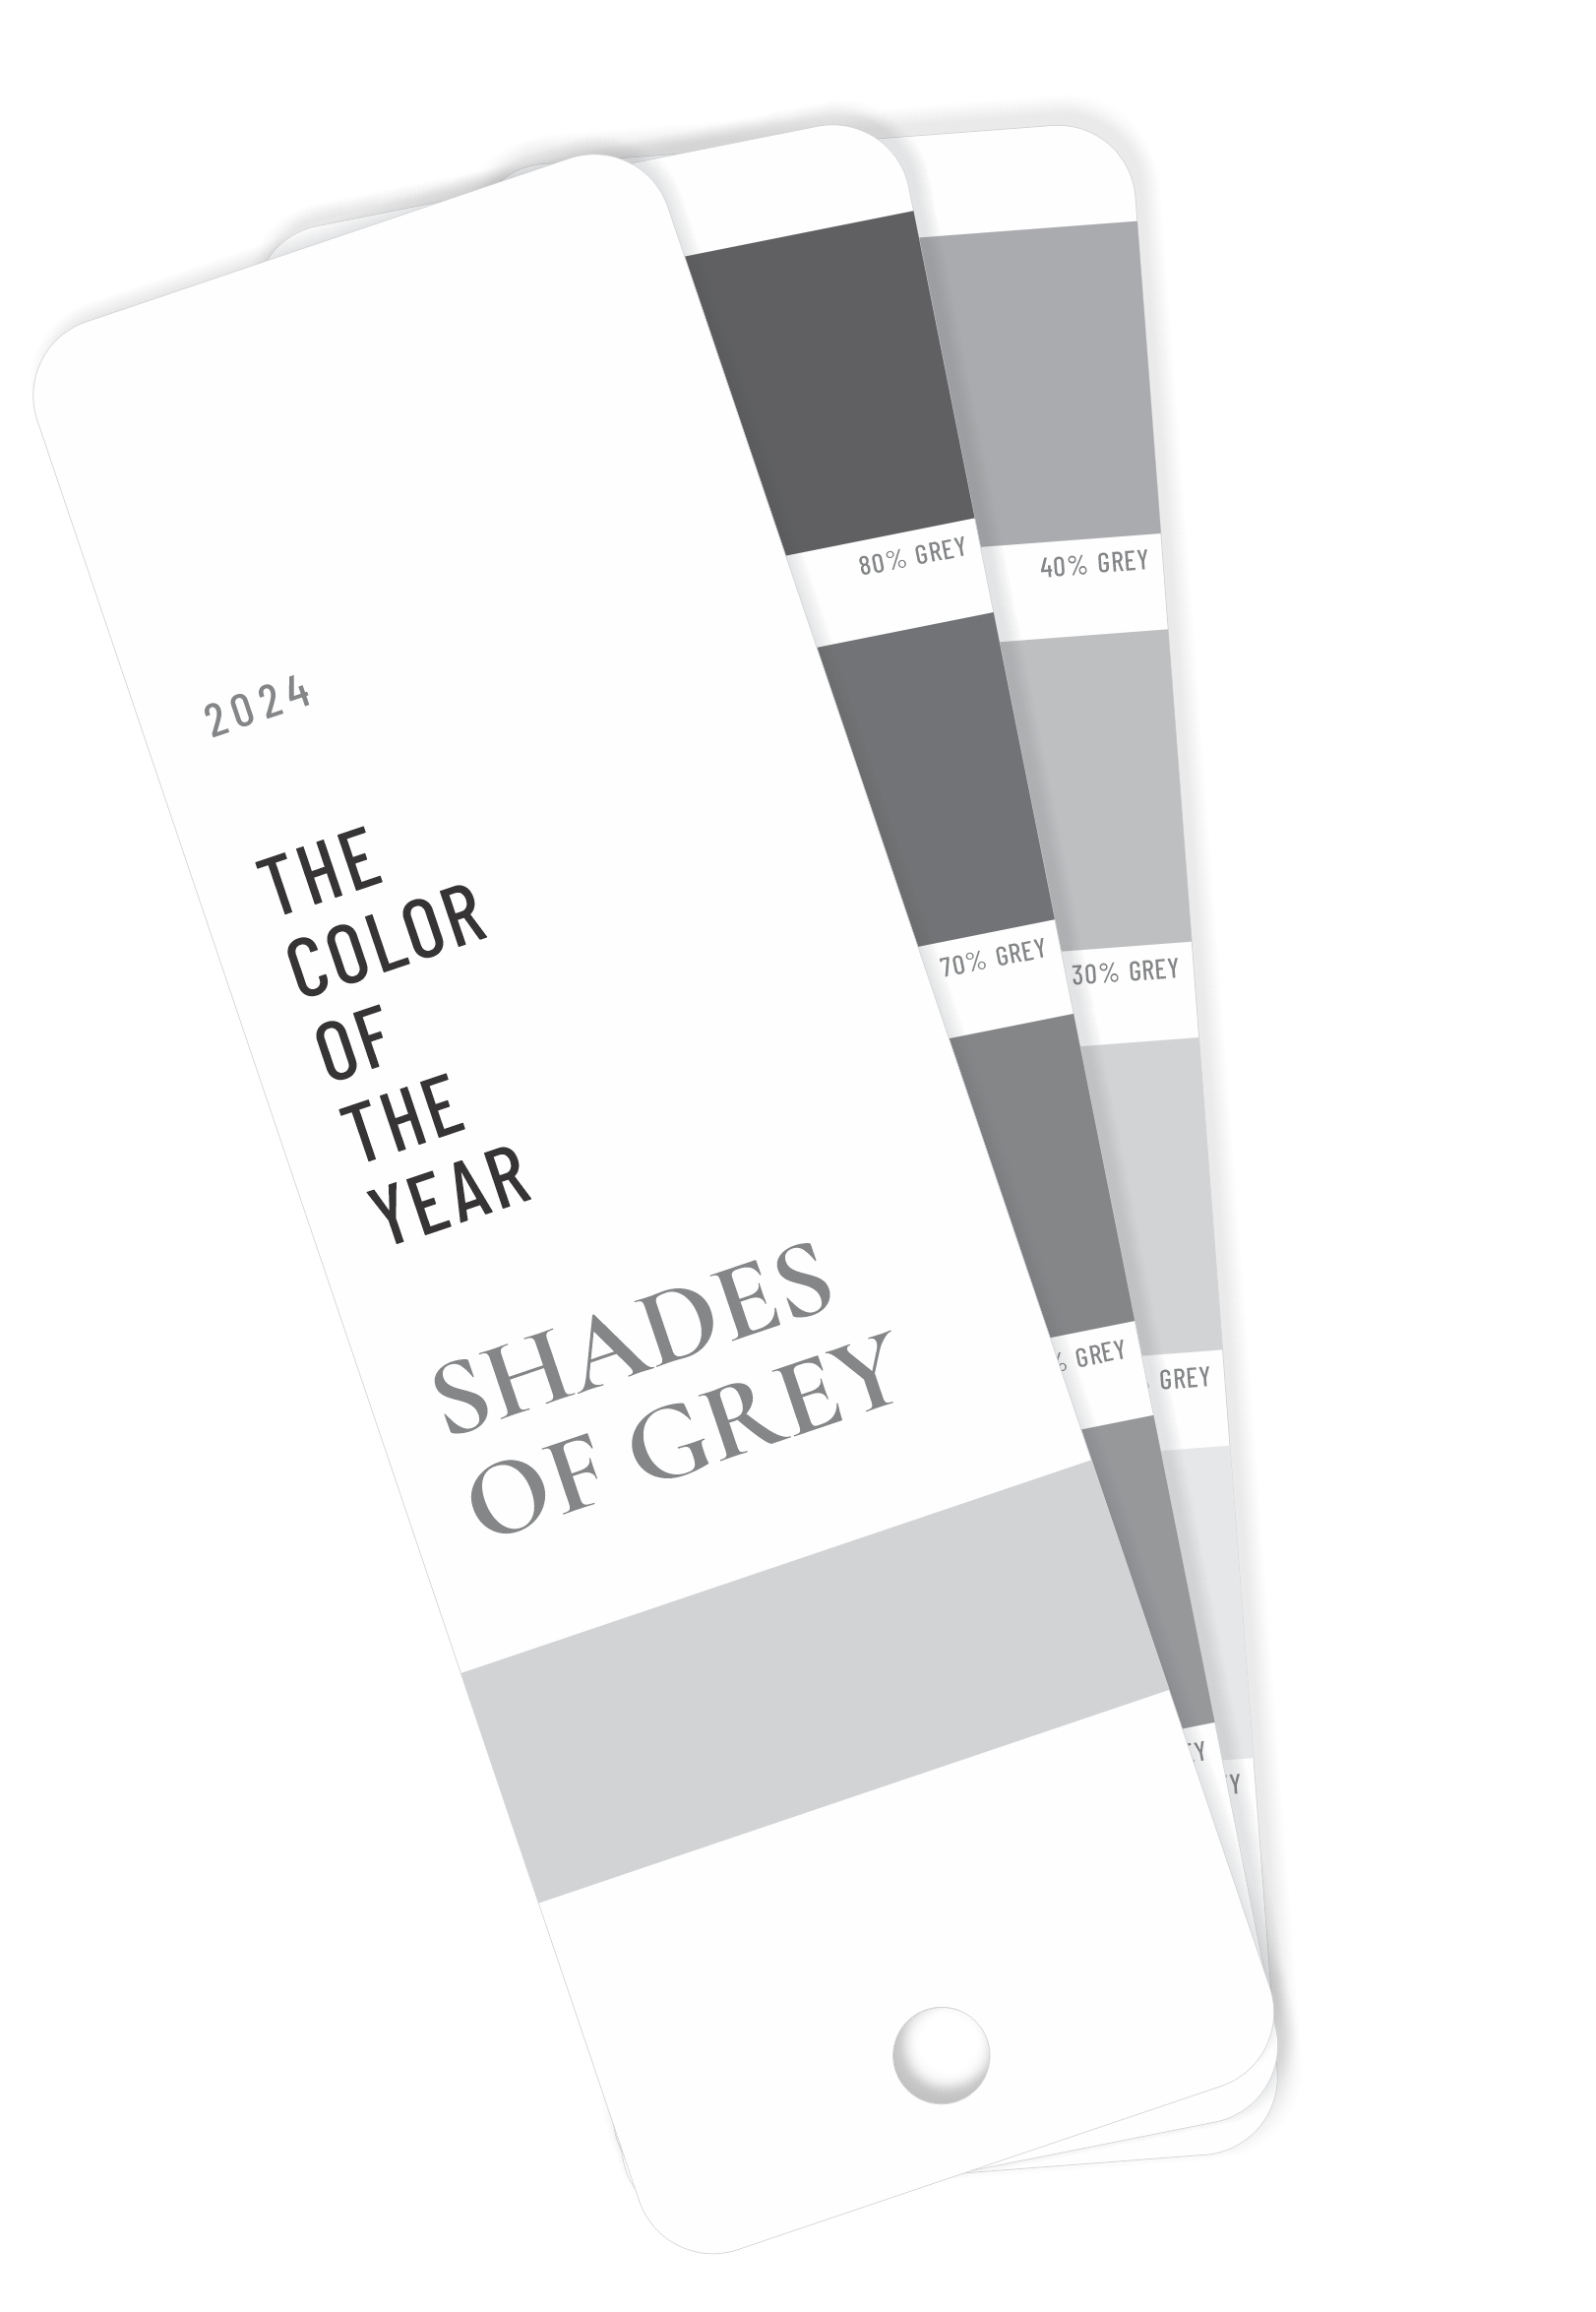 2024
THE
COLOR
OF
THE
YEAR
SHADES
OF GREY
80% GREY
70% GREY
% GREY
40% GREY
30% GREY
GREY